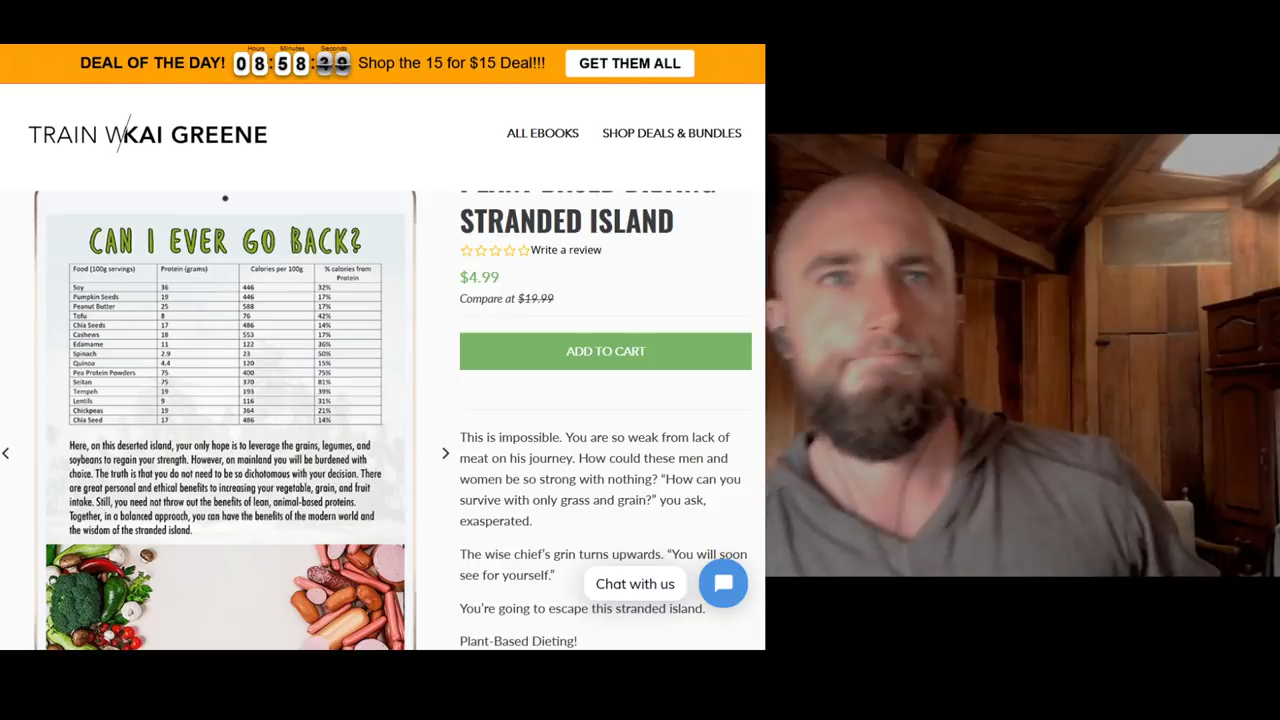 Hours Minutes Seconds
DEAL OF THE DAY! 08:58: Shop the 15 for $15 Deal!!! GET THEM ALL
TRAIN W/KAI GREENE
ALL EBOOKS SHOP DEALS & BUNDLES
PLANT-BASED DIETING
STRANDED ISLAND
Write a review
$4.99
Compare at $19.99
ADD TO CART
CAN I EVER GO BACK?
Food (100g servings) Protein (grams) Calories per 100g % calories from Protein
Soy 36 446 32%
Pumpkin Seeds 19 446 17%
Peanut Butter 25 588 17%
Tofu 8 76 42%
Chia Seeds 17 486 14%
Cashews 18 553 17%
Edamame 11 122 36%
Spinach 2.9 23 50%
Quinoa 4.4 120 15%
Pea Protein Powders 75 400 75%
Seitan 75 370 81%
Tempeh 19 193 39%
Lentils 9 116 31%
Chickpeas 19 364 21%
Chia Seed 17 486 14%
Here, on this deserted island, your only hope is to leverage the grains, legumes, and
soybeans to regain your strength. However, on mainland you will be burdened with
choice. The truth is that you do not need to be so dichotomous with your decision. There
are great personal and ethical benefits to increasing your vegetable, grain, and fruit
intake. Still, you need not throw out the benefits of lean, animal-based proteins.
Together, in a balanced approach, you can have the benefits of the modern world and
the wisdom of the stranded island.
This is impossible. You are so weak from lack of
meat on his journey. How could these men and
women be so strong with nothing? “How can you
survive with only grass and grain?” you ask,
exasperated.
The wise chief’s grin turns upwards. “You will soon
see for yourself.”
Chat with us
You’re going to escape this stranded island.
Plant-Based Dieting!